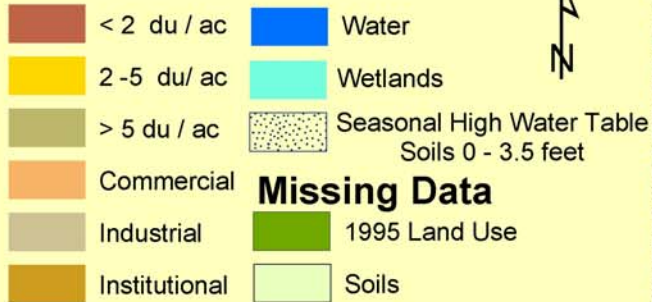 < 2 du / ac
2 -5 du/ ac
> 5 du / ac
Commercial
Industrial
Institutional
Water
Wetlands
Seasonal High Water Table
Soils 0 - 3.5 feet
Missing Data
1995 Land Use
Soils
N